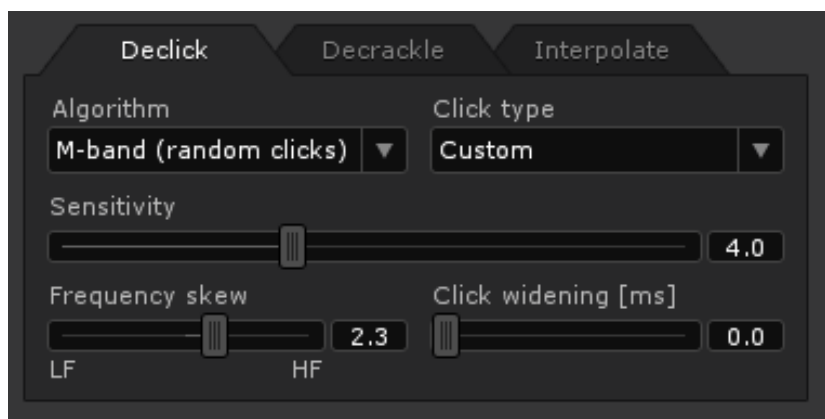 Declick Decrackle Interpolate
Algorithm Click type
M-band (random clicks) Custom
Sensitivity
4.0
Frequency skew Click widening [ms]
2.3 0.0
LF HF